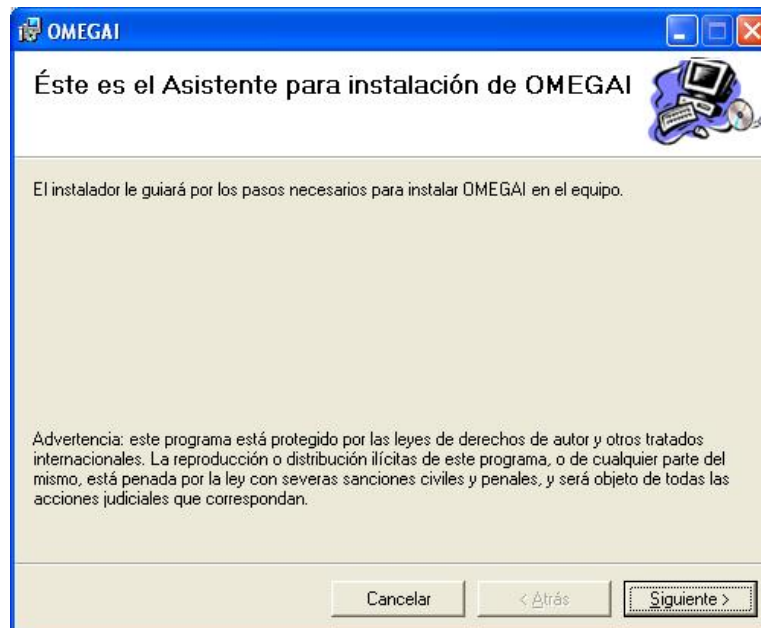 OMEGAI
Éste es el Asistente para instalación de OMEGAI
El instalador le guiará por los pasos necesarios para instalar OMEGAI en el equipo.
Advertencia: este programa está protegido por las leyes de derechos de autor y otros tratados
internacionales. La reproducción o distribución ilícitas de este programa, o de cualquier parte del
mismo, está penada por la ley con severas sanciones civiles y penales, y será objeto de todas las
acciones judiciales que correspondan.
Cancelar < Atrás Siguiente >